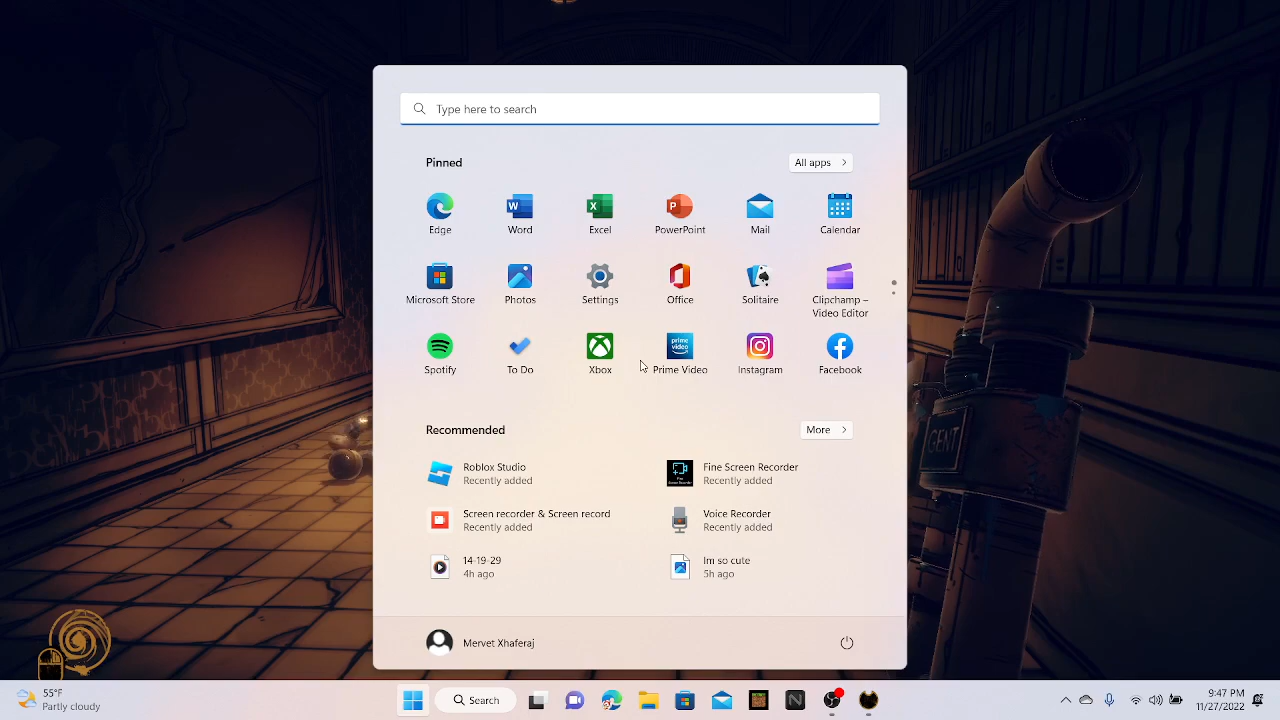 Type here to search
Pinned
All apps
Edge
Word
Excel
PowerPoint
Mail
Calendar
Microsoft Store
Photos
Settings
Office
Solitaire
Clipchamp –
Video Editor
Spotify
To Do
Xbox
prime video
Prime Video
Instagram
Facebook
Recommended
More
Roblox Studio
Recently added
Fine Screen Recorder
Recently added
Screen recorder & Screen record
Recently added
Voice Recorder
Recently added
14-19-29
4h ago
Im so cute
5h ago
Mervet Xhaferaj
GENT
55°F
Partly cloudy
Search
9:47 PM
11/27/2022